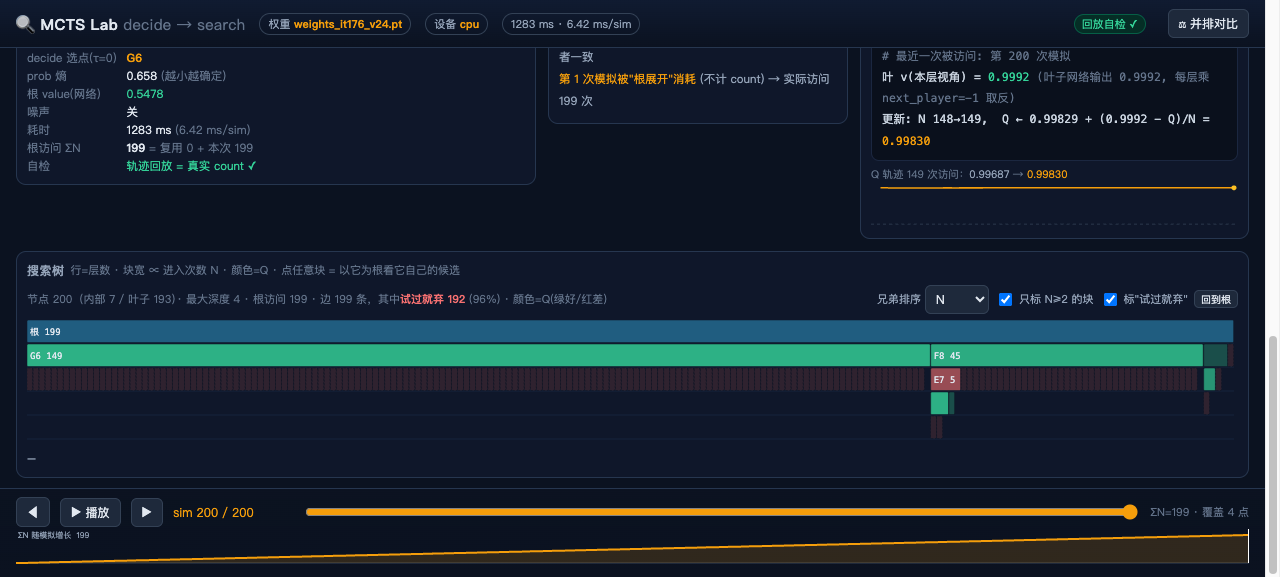 MCTS Lab decide → search
权重 weights_it176_v24.pt
设备 cpu
1283 ms · 6.42 ms/sim
回放自检 ✓
并排对比
decide 选点(τ=0) G6
prob 熵 0.658 (越小越确定)
根 value(网络) 0.5478
噪声 关
耗时 1283 ms (6.42 ms/sim)
根访问 ΣN 199 = 复用 0 + 本次 199
自检 轨迹回放 = 真实 count ✓
者一致
第 1 次模拟被"根展开"消耗 (不计 count) → 实际访问
199 次
# 最近一次被访问: 第 200 次模拟
叶 v(本层视角) = 0.9992 (叶子网络输出 0.9992, 每层乘
next_player=−1 取反)
更新: N 148→149, Q ← 0.99829 + (0.9992 − Q)/N =
0.99830
Q 轨迹 149 次访问: 0.99687 → 0.99830
搜索树 行=层数 · 块宽 ∝ 进入次数 N · 颜色=Q · 点任意块 = 以它为根看它自己的候选
节点 200 (内部 7 / 叶子 193) · 最大深度 4 · 根访问 199 · 边 199 条, 其中试过就弃 192 (96%) · 颜色=Q(绿好/红差)
兄弟排序 N 只标 N≥2 的块 标"试过就弃" 回到根
根 199
G6 149 F8 45
E7 5
—
播放 sim 200 / 200 ΣN=199 · 覆盖 4 点
ΣN 随模拟增长 199